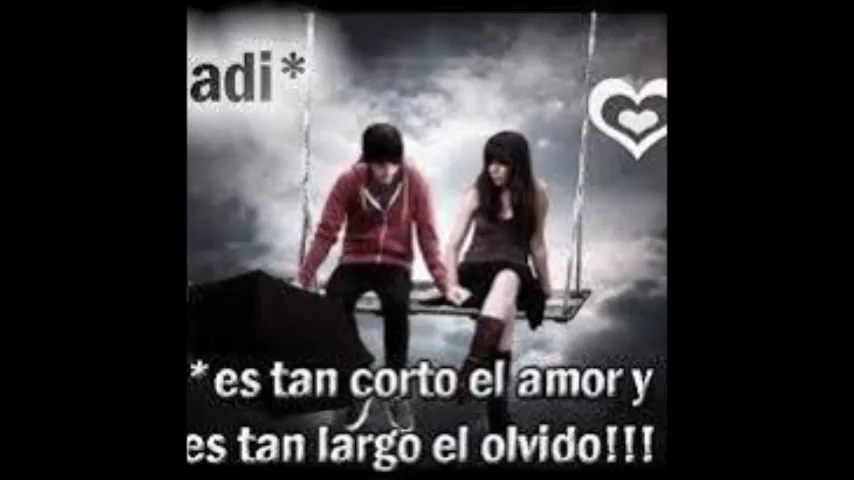 adi*
*es tan corto el amor y
es tan largo el olvido!!!